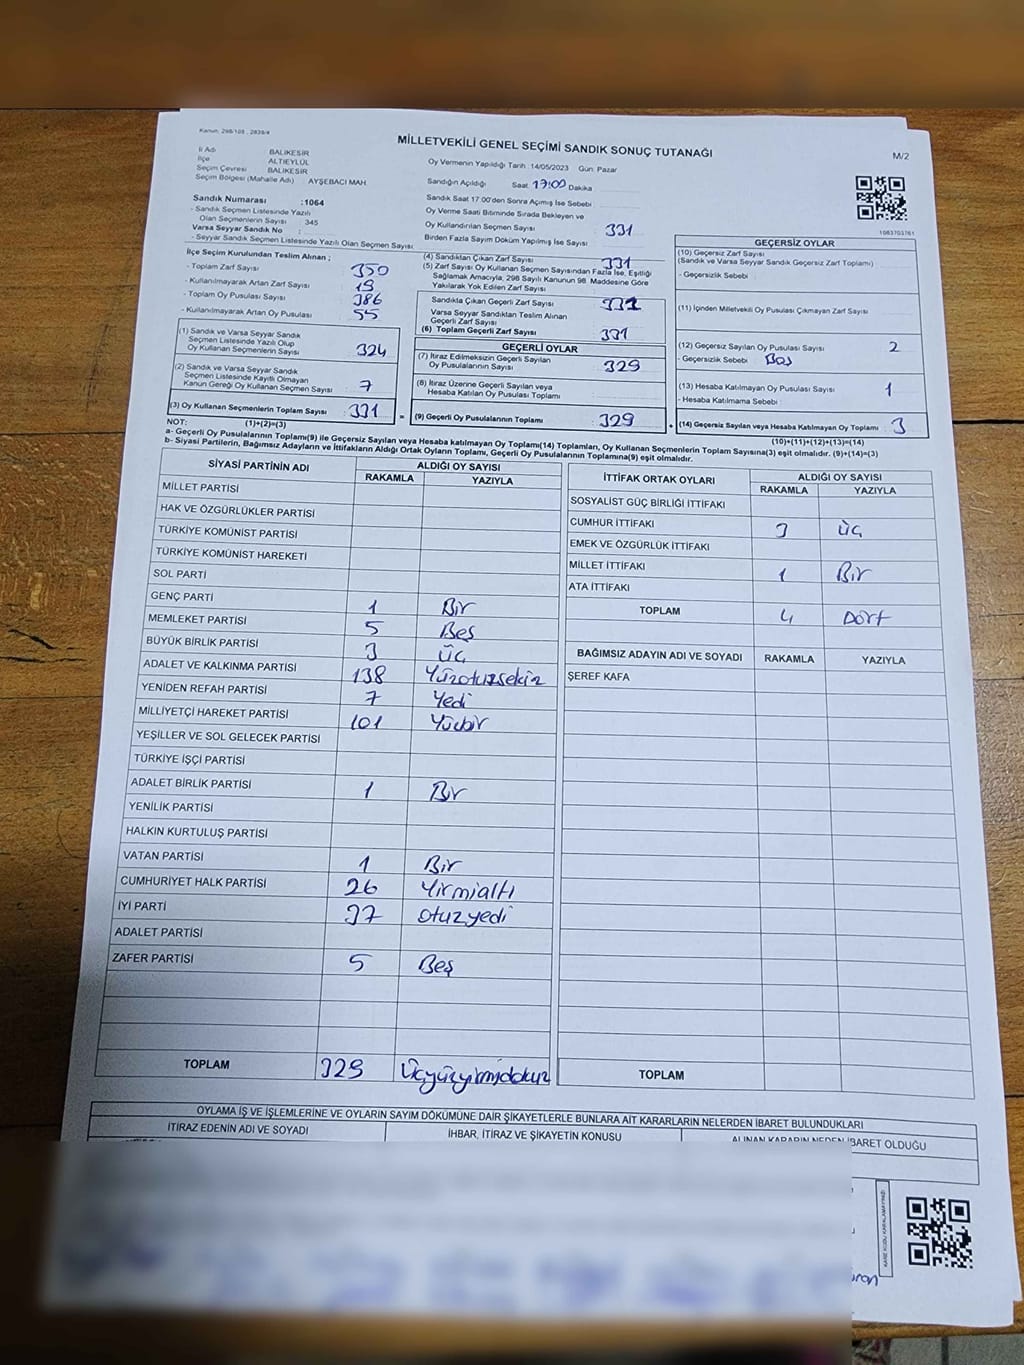 Kanun: 298/105 , 2839/4
MİLLETVEKİLİ GENEL SEÇİMİ SANDIK SONUÇ TUTANAĞI
M/2
İl Adı BALIKESİR
İlçe ALTIEYLÜL
Seçim Çevresi BALIKESİR
Seçim Bölgesi (Mahalle Adı) : AYŞEBACI MAH.
Oy Vermenin Yapıldığı Tarih :14/05/2023 Gün: Pazar
Sandığın Açıldığı Saat 17:00 Dakika
Sandık Numarası :1064
- Sandık Seçmen Listesinde Yazılı
Olan Seçmenlerin Sayısı : 345
Varsa Seyyar Sandık No :
- Seyyar Sandık Seçmen Listesinde Yazılı Olan Seçmen Sayısı:
Sandık Saat 17 00'den Sonra Açımış İse Sebebi
Oy Verme Saati Bitiminde Sırada Bekleyen ve
Oy Kullandırılan Seçmen Sayısı 331
Birden Fazla Sayım Döküm Yapılmış İse Sayısı
1063703761
İlçe Seçim Kurulundan Teslim Alınan ;
- Toplam Zarf Sayısı 350
- Kullanılmayarak Artan Zarf Sayısı 19
- Toplam Oy Pusulası Sayısı 386
- Kullanılmayarak Artan Oy Pusulası 55
(1) Sandık ve Varsa Seyyar Sandık
Seçmen Listesinde Yazılı Olup
Oy Kullanan Seçmenlerin Sayısı 324
(2) Sandık ve Varsa Seyyar Sandık
Seçmen Listesinde Kayıtlı Olmayan
Kanun Gereği Oy Kullanan Seçmen Sayısı 7
(3) Oy Kullanan Seçmenlerin Toplam Sayısı : 331 =
(1)+(2)=(3)
(4) Sandıktan Çıkan Zarf Sayısı 331
(5) Zarf Sayısı Oy Kullanan Seçmen Sayısından Fazla İse, Eşitliği
Sağlamak Amacıyla, 298 Sayılı Kanunun 98. Maddesine Göre
Yakılarak Yok Edilen Zarf Sayısı
Sandıkla Çıkan Geçerli Zarf Sayısı 331
Varsa Seyyar Sandıktan Teslim Alınan
Geçerli Zarf Sayısı
(6) Toplam Geçerli Zarf Sayısı 331
GEÇERLİ OYLAR
(7) İtiraz Edilmeksizin Geçerli Sayılan
Oy Pusulalarının Sayısı 329
(8) İtiraz Üzerine Geçerli Sayılan veya
Hesaba Katılan Oy Pusulası Toplamı
(9) Geçerli Oy Pusulalarının Toplamı : 329 +
GEÇERSİZ OYLAR
(10) Geçersiz Zarf Sayısı
(Sandık ve Varsa Seyyar Sandık Geçersiz Zarf Toplamı)
- Geçersizlik Sebebi :
(11) İçinden Milletvekili Oy Pusulası Çıkmayan Zarf Sayısı
(12) Geçersiz Sayılan Oy Pusulası Sayısı 2
- Geçersizlik Sebebi Boş
(13) Hesaba Katılmayan Oy Pusulası Sayısı 1
- Hesaba Katılmama Sebebi
(14) Geçersiz Sayılan veya Hesaba Katılmayan Oy Toplamı : 3
(10)+(11)+(12)+(13)=(14)
NOT:
a- Geçerli Oy Pusulalarının Toplamı(9) ile Geçersiz Sayılan veya Hesaba katılmayan Oy Toplamı(14) Toplamları, Oy Kullanan Seçmenlerin Toplam Sayısına(3) eşit olmalıdır. (9)+(14)=(3)
b- Siyasi Partilerin, Bağımsız Adayların ve İttifakların Aldığı Ortak Oyların Toplamı, Geçerli Oy Pusulalarının Toplamına(9) eşit olmalıdır.
SİYASİ PARTİNİN ADI ALDIĞI OY SAYISI
RAKAMLA YAZIYLA
MİLLET PARTİSİ
HAK VE ÖZGÜRLÜKLER PARTİSİ
TÜRKİYE KOMÜNİST PARTİSİ
TÜRKİYE KOMÜNİST HAREKETİ
SOL PARTİ
GENÇ PARTİ 1 Bir
MEMLEKET PARTİSİ 5 Beş
BÜYÜK BİRLİK PARTİSİ 3 üç
ADALET VE KALKINMA PARTİSİ 138 Yüzotuzsekiz
YENİDEN REFAH PARTİSİ 7 Yedi
MİLLİYETÇİ HAREKET PARTİSİ 101 Yüzbir
YEŞİLLER VE SOL GELECEK PARTİSİ
TÜRKİYE İŞÇİ PARTİSİ
ADALET BİRLİK PARTİSİ 1 Bir
YENİLİK PARTİSİ
HALKIN KURTULUŞ PARTİSİ
VATAN PARTİSİ 1 Bir
CUMHURİYET HALK PARTİSİ 26 Yirmialtı
İYİ PARTİ 37 otuzyedi
ADALET PARTİSİ
ZAFER PARTİSİ 5 Beş
TOPLAM 329 Üçyüzyirmidokuz
İTTİFAK ORTAK OYLARI ALDIĞI OY SAYISI
RAKAMLA YAZIYLA
SOSYALİST GÜÇ BİRLİĞİ İTTİFAKI
CUMHUR İTTİFAKI 3 üç
EMEK VE ÖZGÜRLÜK İTTİFAKI
MİLLET İTTİFAKI 1 Bir
ATA İTTİFAKI
TOPLAM 4 Dört
BAĞIMSIZ ADAYIN ADI VE SOYADI RAKAMLA YAZIYLA
ŞEREF KAFA
TOPLAM
OYLAMA İŞ VE İŞLEMLERİNE VE OYLARIN SAYIM DÖKÜMÜNE DAİR ŞİKAYETLERLE BUNLARA AİT KARARLARIN NELERDEN İBARET BULUNDUKLARI
İTİRAZ EDENİN ADI VE SOYADI İHBAR, İTİRAZ VE ŞİKAYETİN KONUSU ALINAN KARARIN NEDEN İBARET OLDUĞU